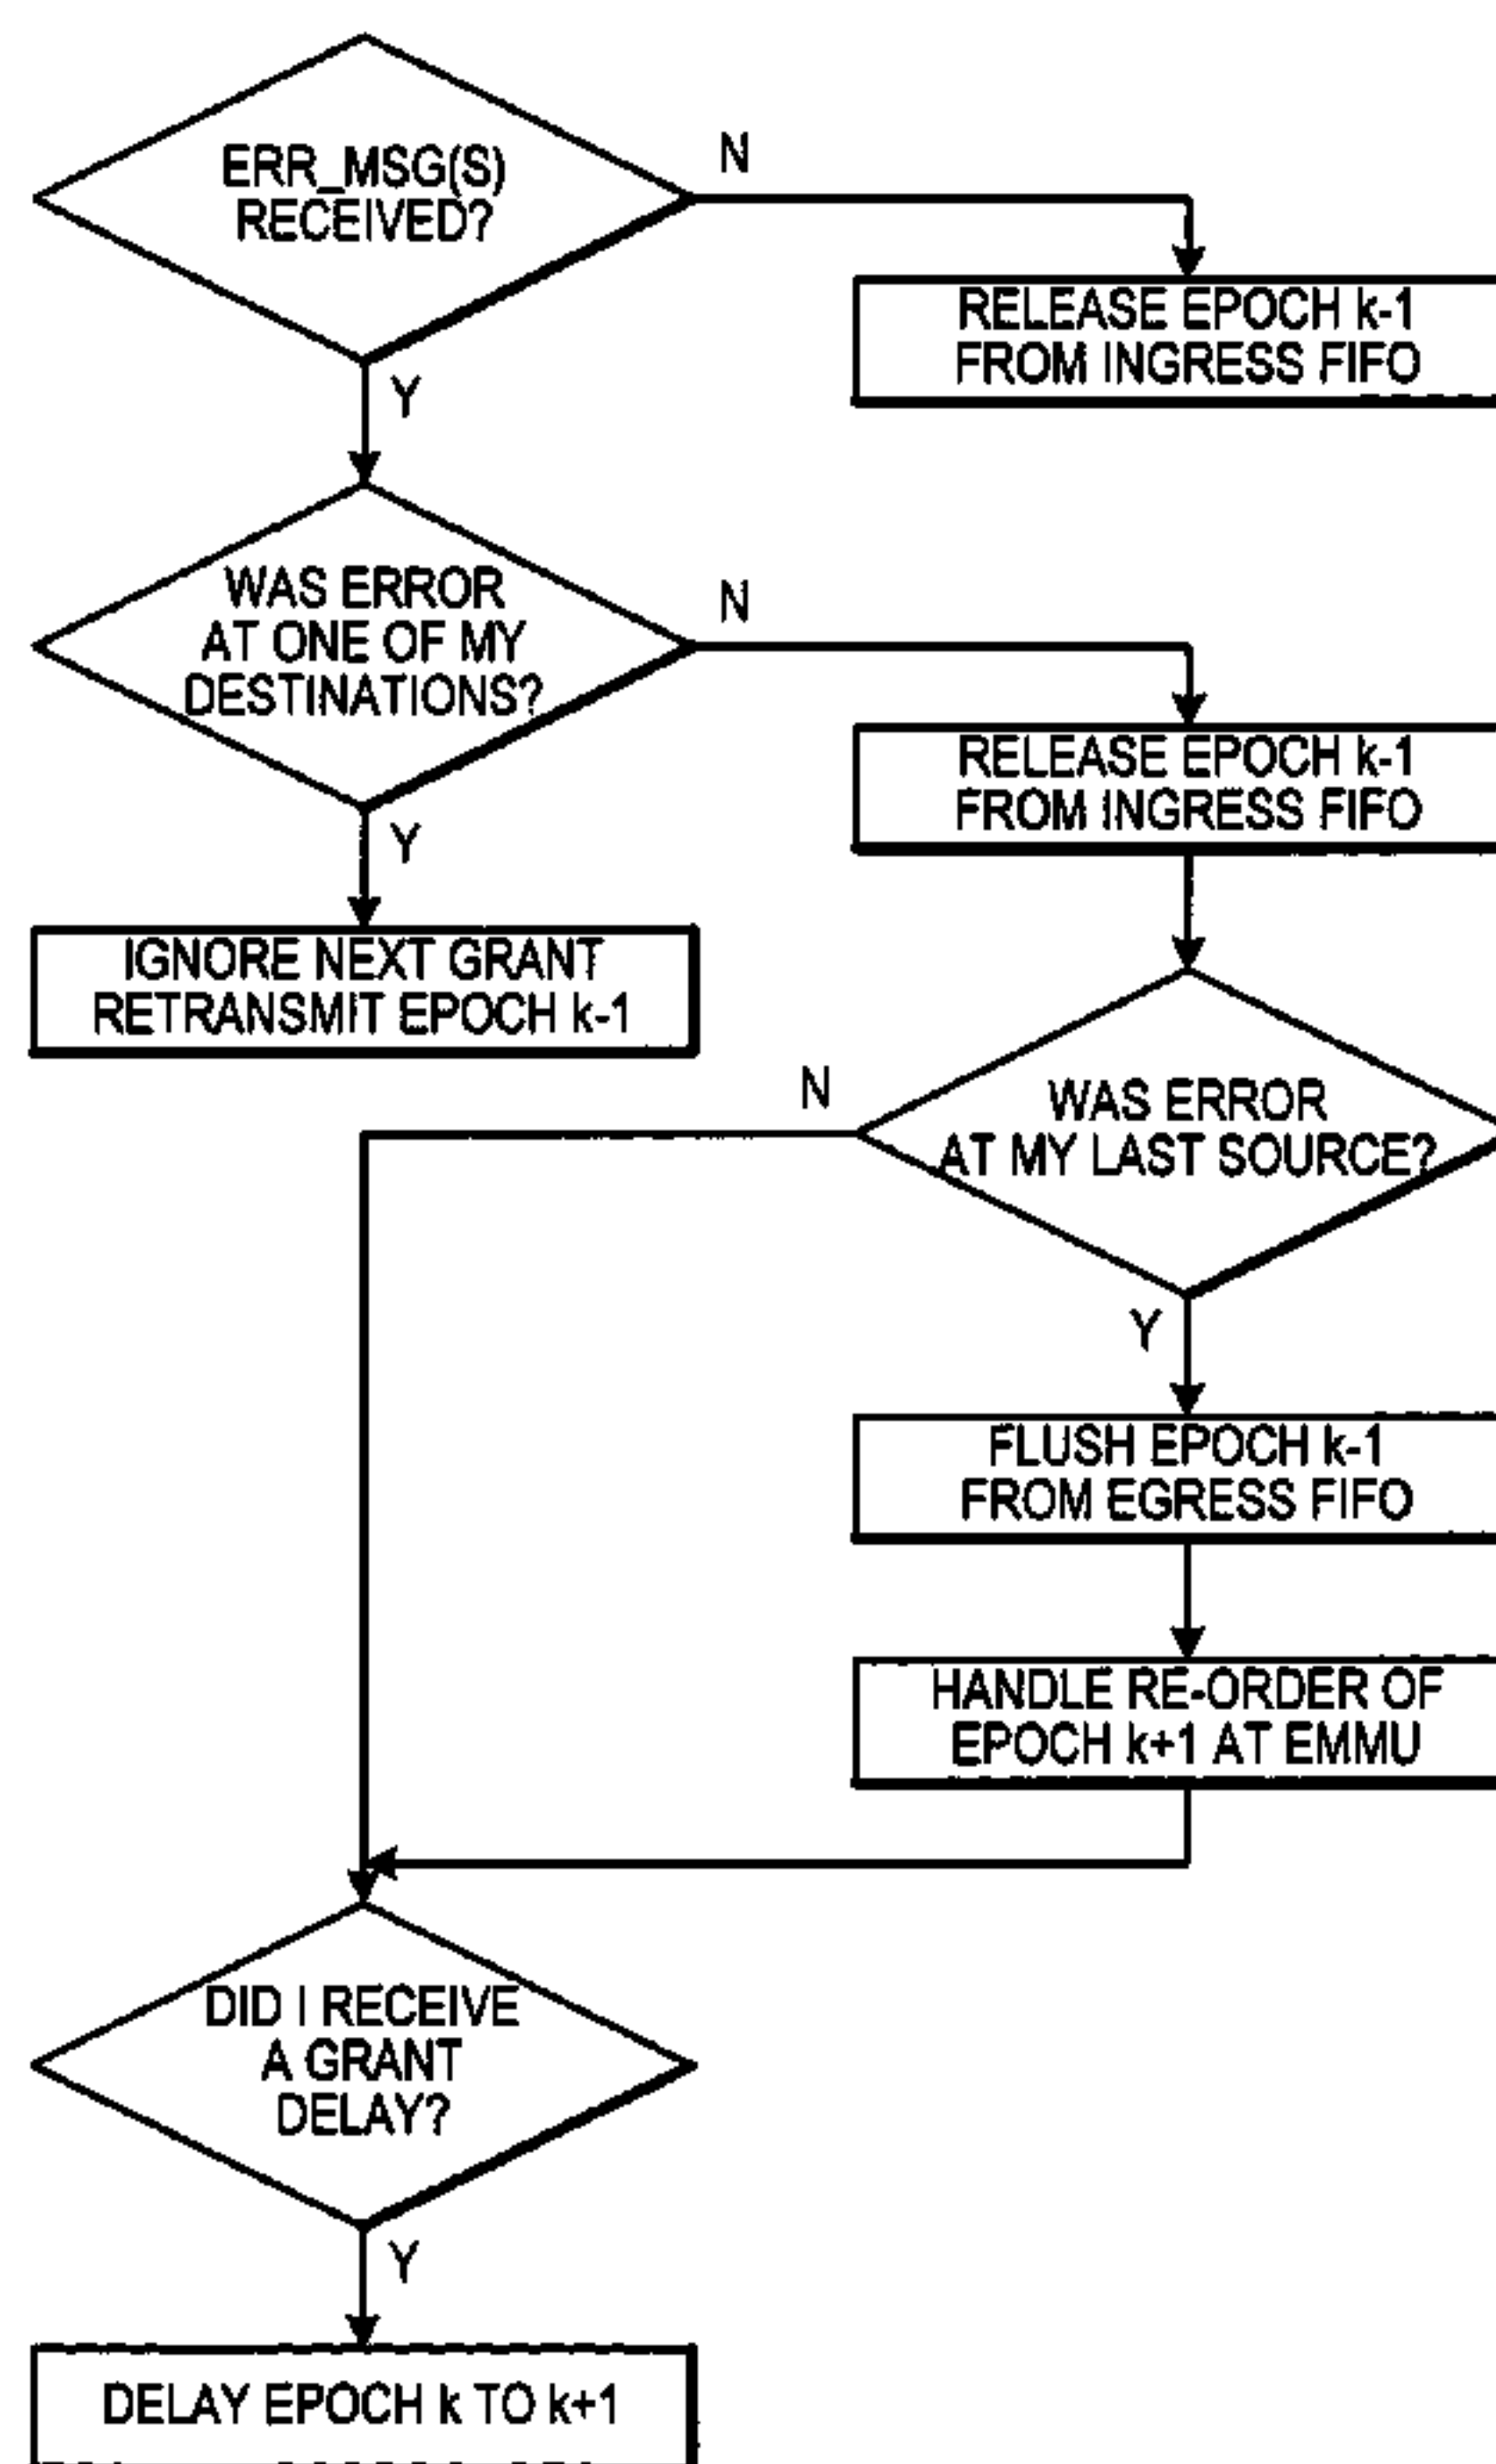 ERR_MSG(S)
RECEIVED?
N
RELEASE EPOCH k-1
FROM INGRESS FIFO
Y
WAS ERROR
AT ONE OF MY
DESTINATIONS?
N
RELEASE EPOCH k-1
FROM INGRESS FIFO
Y
IGNORE NEXT GRANT
RETRANSMIT EPOCH k-1
N
WAS ERROR
AT MY LAST SOURCE?
Y
FLUSH EPOCH k-1
FROM EGRESS FIFO
HANDLE RE-ORDER OF
EPOCH k+1 AT EMMU
DID I RECEIVE
A GRANT
DELAY?
Y
DELAY EPOCH k TO k+1